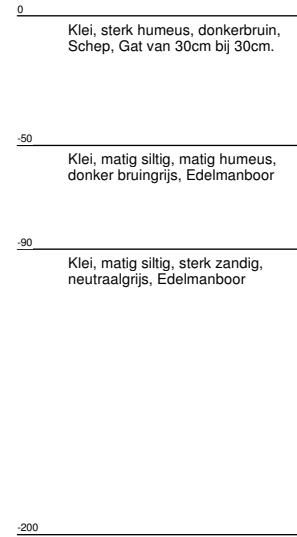 0
Klei, sterk humeus, donkerbruin,
Schep, Gat van 30cm bij 30cm.
-50
Klei, matig siltig, matig humeus,
donker bruingrijs, Edelmanboor
-90
Klei, matig siltig, sterk zandig,
neutraalgrijs, Edelmanboor
-200